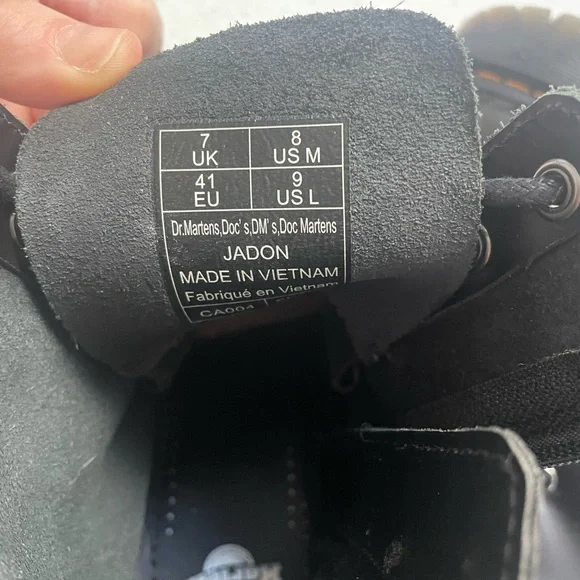 7 8
UK US M
41 9
EU US L
Dr.Martens,Doc's,DM's,Doc Martens
JADON
MADE IN VIETNAM
Fabriqué en Vietnam
CA004